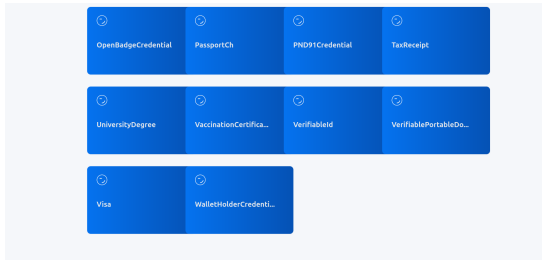 OpenBadgeCredential PassportCh PND91Credential TaxReceipt
UniversityDegree VaccinationCertifica... VerifiableId VerifiablePortableDo...
Visa WalletHolderCredenti...